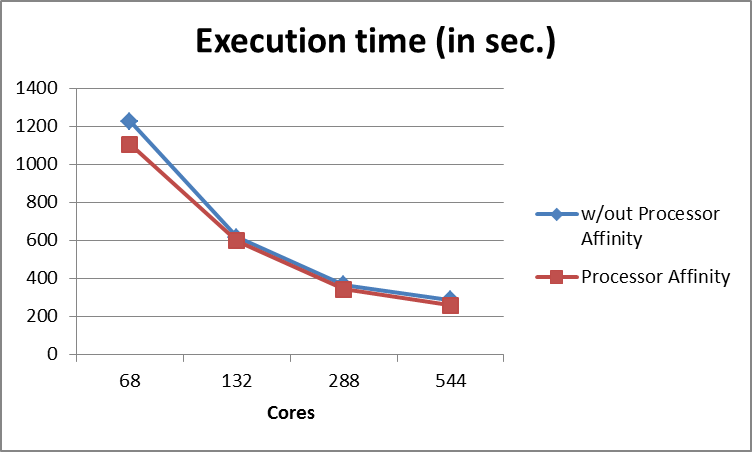 Execution time (in sec.)
1400
1200
1000
800
600
400
200
0
68 132 288 544
Cores
w/out Processor
Affinity
Processor Affinity